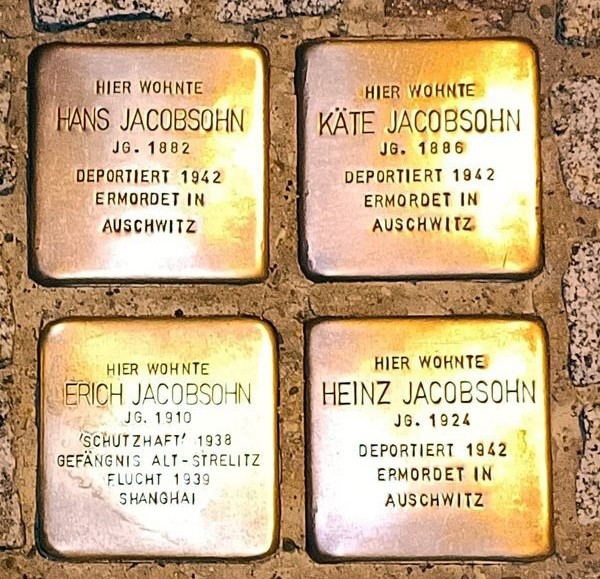 HIER WOHNTE
HANS JACOBSOHN
JG. 1882
DEPORTIERT 1942
ERMORDET IN
AUSCHWITZ
HIER WOHNTE
KÄTE JACOBSOHN
JG. 1886
DEPORTIERT 1942
ERMORDET IN
AUSCHWITZ
HIER WOHNTE
ERICH JACOBSOHN
JG. 1910
'SCHUTZHAFT' 1938
GEFÄNGNIS ALT-STRELITZ
FLUCHT 1939
SHANGHAI
HIER WOHNTE
HEINZ JACOBSOHN
JG. 1924
DEPORTIERT 1942
ERMORDET IN
AUSCHWITZ